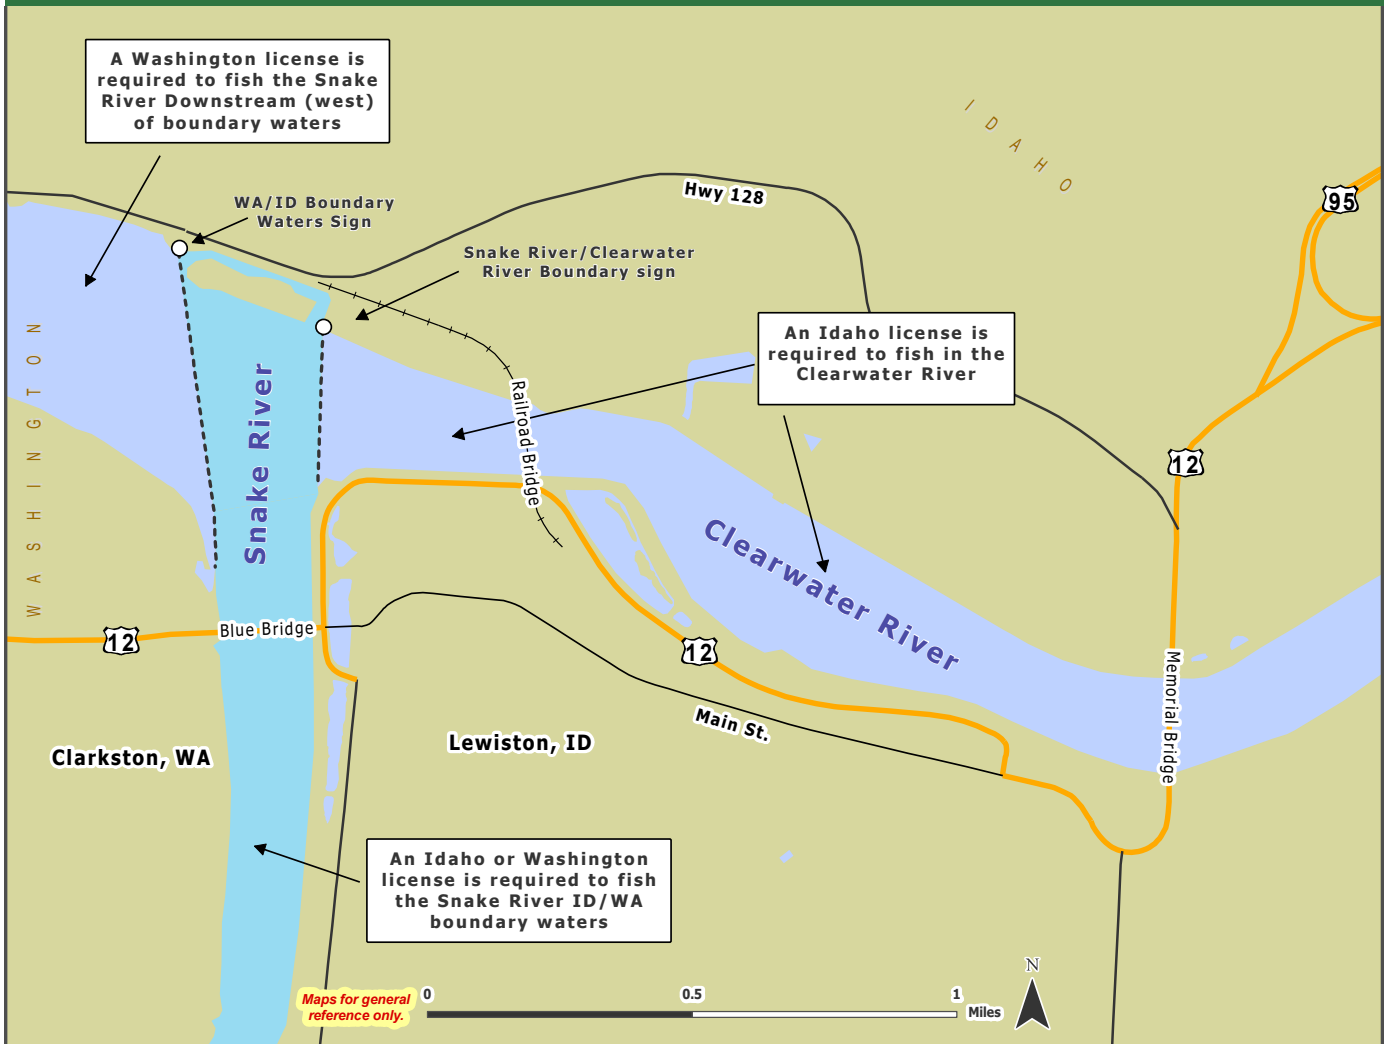 A Washington license is
required to fish the Snake
River Downstream (west)
of boundary waters
IDAHO
WA/ID Boundary
Waters Sign
Hwy 128
95
Snake River/Clearwater
River Boundary sign
An Idaho license is
required to fish in the
Clearwater River
WASHINGTON
Snake River
Railroad Bridge
12
Clearwater River
Blue Bridge
12
12
Memorial Bridge
Main St.
Clarkston, WA
Lewiston, ID
An Idaho or Washington
license is required to fish
the Snake River ID/WA
boundary waters
N
Maps for general
reference only.
0 0.5 1
Miles